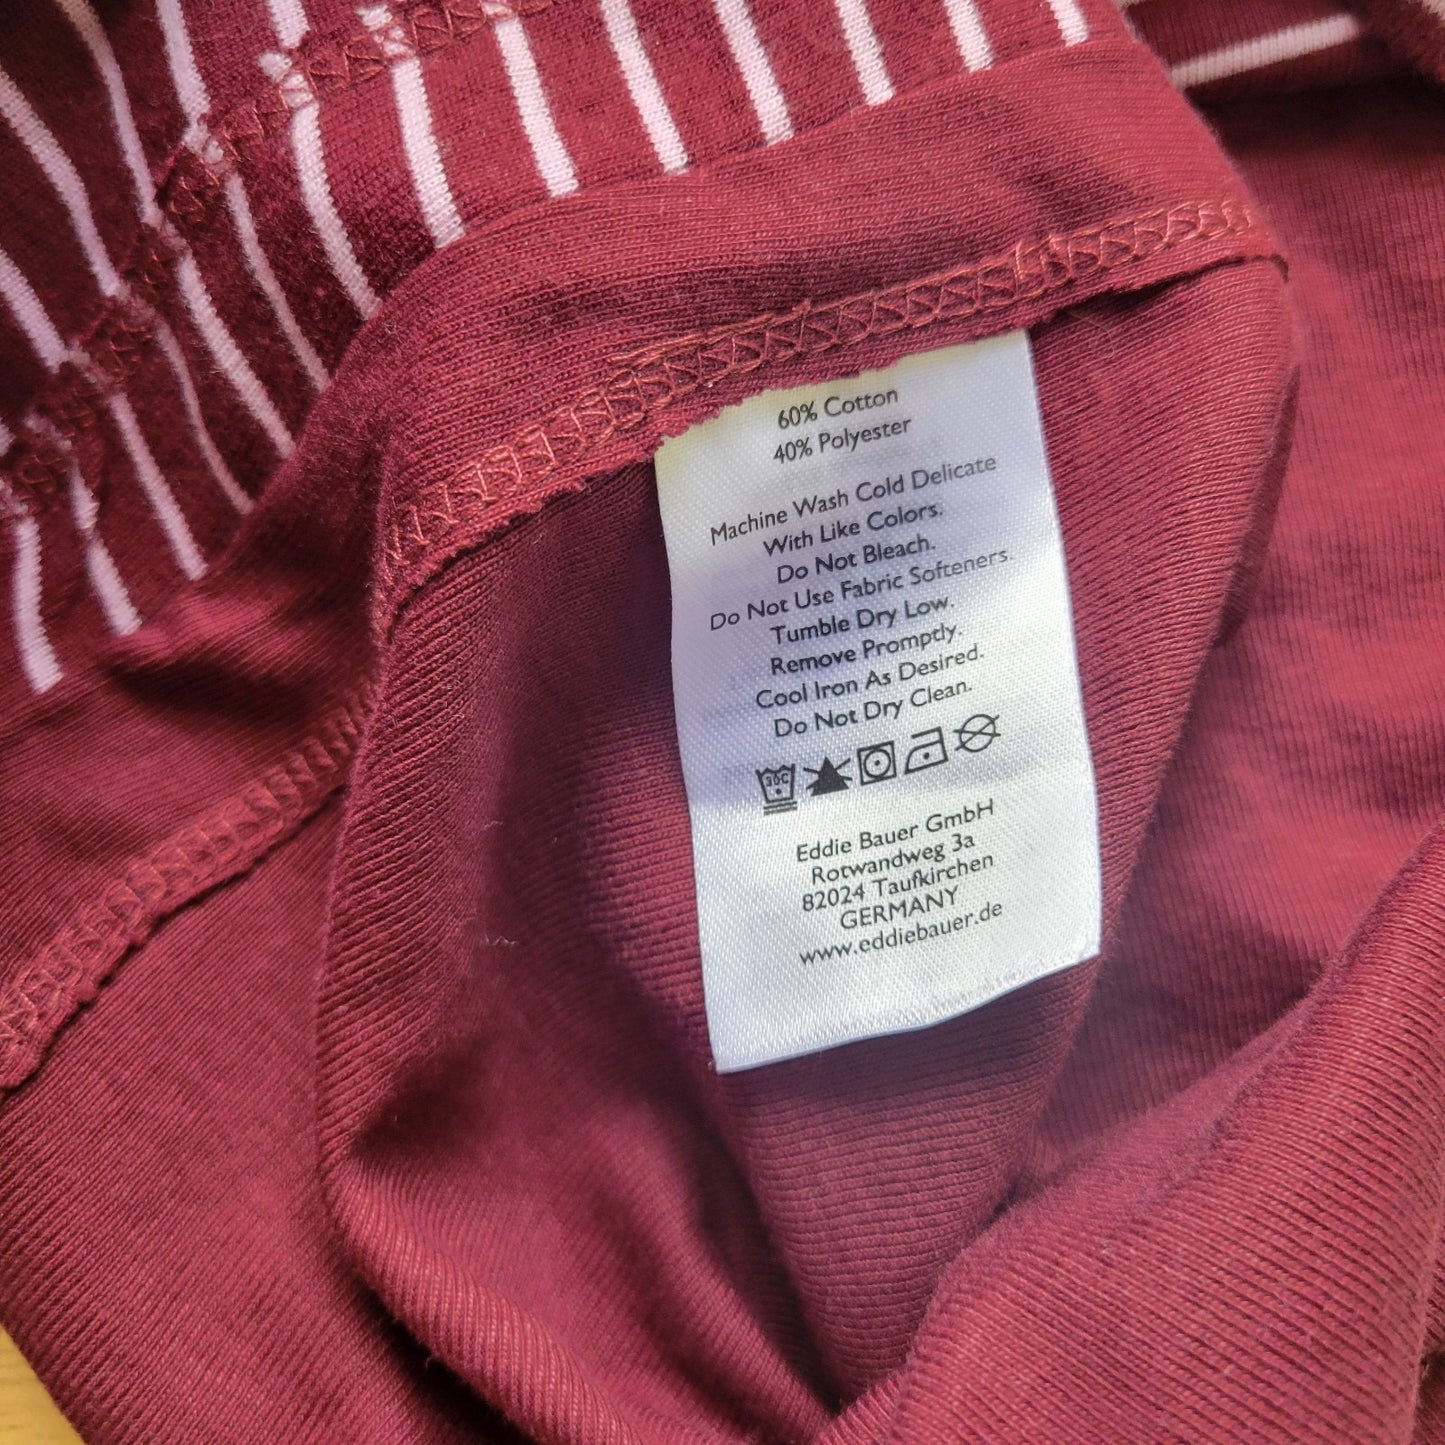 60% Cotton
40% Polyester
Machine Wash Cold Delicate
With Like Colors.
Do Not Bleach.
Do Not Use Fabric Softeners.
Tumble Dry Low.
Remove Promptly.
Cool Iron As Desired.
Do Not Dry Clean.
30C
Eddie Bauer GmbH
Rotwandweg 3a
82024 Taufkirchen
GERMANY
www.eddiebauer.de